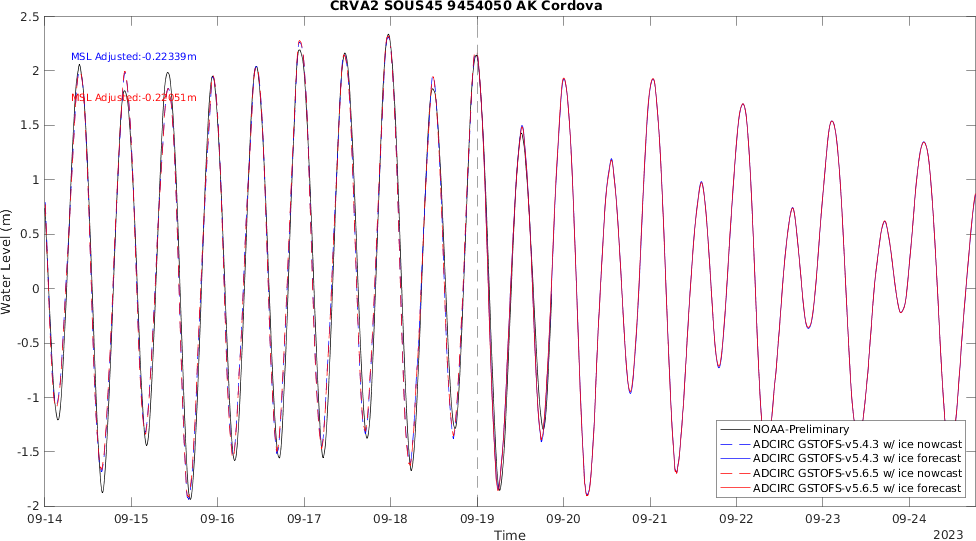 CRVA2 SOUS45 9454050 AK Cordova
2.5
MSL Adjusted:-0.22339m
2
MSL Adjusted:-0.22051m
1.5
1
0.5
Water Level (m)
0
-0.5
-1
-1.5
-2
NOAA-Preliminary
ADCIRC GSTOFS-v5.4.3 w/ ice nowcast
ADCIRC GSTOFS-v5.4.3 w/ ice forecast
ADCIRC GSTOFS-v5.6.5 w/ ice nowcast
ADCIRC GSTOFS-v5.6.5 w/ ice forecast
09-14 09-15 09-16 09-17 09-18 09-19 09-20 09-21 09-22 09-23 09-24
Time
2023